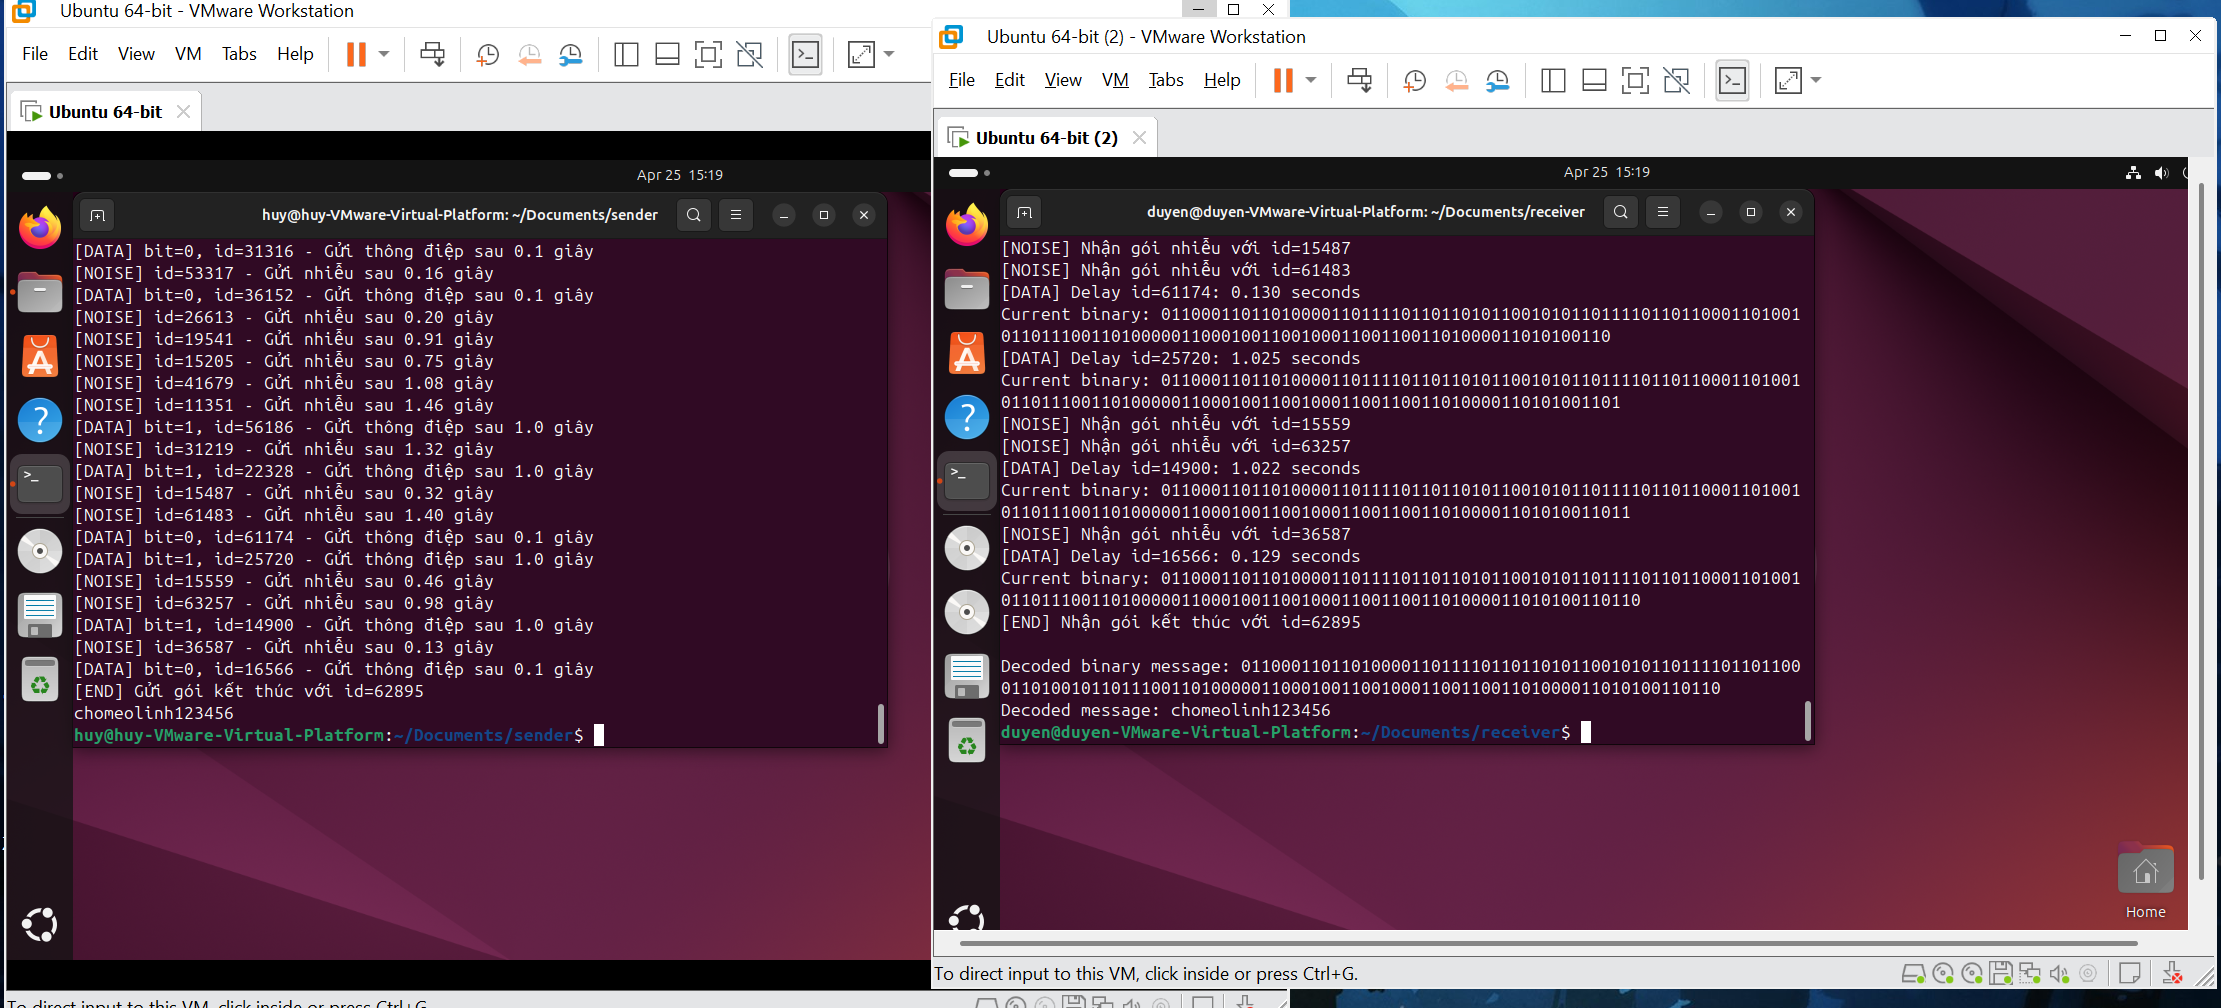 Ubuntu 64-bit - VMware Workstation
File Edit View VM Tabs Help
Ubuntu 64-bit
Apr 25 15:19
huy@huy-VMware-Virtual-Platform: ~/Documents/sender
[DATA] bit=0, id=31316 - Gửi thông điệp sau 0.1 giây
[NOISE] id=53317 - Gửi nhiễu sau 0.16 giây
[DATA] bit=0, id=36152 - Gửi thông điệp sau 0.1 giây
[NOISE] id=26613 - Gửi nhiễu sau 0.20 giây
[NOISE] id=19541 - Gửi nhiễu sau 0.91 giây
[NOISE] id=15205 - Gửi nhiễu sau 0.75 giây
[NOISE] id=41679 - Gửi nhiễu sau 1.08 giây
[NOISE] id=11351 - Gửi nhiễu sau 1.46 giây
[DATA] bit=1, id=56186 - Gửi thông điệp sau 1.0 giây
[NOISE] id=31219 - Gửi nhiễu sau 1.32 giây
[DATA] bit=1, id=22328 - Gửi thông điệp sau 1.0 giây
[NOISE] id=15487 - Gửi nhiễu sau 0.32 giây
[NOISE] id=61483 - Gửi nhiễu sau 1.40 giây
[DATA] bit=0, id=61174 - Gửi thông điệp sau 0.1 giây
[DATA] bit=1, id=25720 - Gửi thông điệp sau 1.0 giây
[NOISE] id=15559 - Gửi nhiễu sau 0.46 giây
[NOISE] id=63257 - Gửi nhiễu sau 0.98 giây
[DATA] bit=1, id=14900 - Gửi thông điệp sau 1.0 giây
[NOISE] id=36587 - Gửi nhiễu sau 0.13 giây
[DATA] bit=0, id=16566 - Gửi thông điệp sau 0.1 giây
[END] Gửi gói kết thúc với id=62895
chomeolinh123456
huy@huy-VMware-Virtual-Platform:~/Documents/sender$
To direct input to this VM, click inside or press Ctrl+G.
Ubuntu 64-bit (2) - VMware Workstation
File Edit View VM Tabs Help
Ubuntu 64-bit (2)
Apr 25 15:19
duyen@duyen-VMware-Virtual-Platform: ~/Documents/receiver
[NOISE] Nhận gói nhiễu với id=15487
[NOISE] Nhận gói nhiễu với id=61483
[DATA] Delay id=61174: 0.130 seconds
Current binary: 0110001101101000011011110110110101100101011011110110110001101001
0110111001101000001100010011001000110011001101000011010100110
[DATA] Delay id=25720: 1.025 seconds
Current binary: 0110001101101000011011110110110101100101011011110110110001101001
01101110011010000011000100110010001100110011010000110101001101
[NOISE] Nhận gói nhiễu với id=15559
[NOISE] Nhận gói nhiễu với id=63257
[DATA] Delay id=14900: 1.022 seconds
Current binary: 0110001101101000011011110110110101100101011011110110110001101001
011011100110100000110001001100100011001100110100001101010011011
[NOISE] Nhận gói nhiễu với id=36587
[DATA] Delay id=16566: 0.129 seconds
Current binary: 0110001101101000011011110110110101100101011011110110110001101001
0110111001101000001100010011001000110011001101000011010100110110
[END] Nhận gói kết thúc với id=62895
Decoded binary message: 01100011011010000110111101101101011001010110111101101100
011010010110111001101000001100010011001000110011001101000011010100110110
Decoded message: chomeolinh123456
duyen@duyen-VMware-Virtual-Platform:~/Documents/receiver$
Home
To direct input to this VM, click inside or press Ctrl+G.